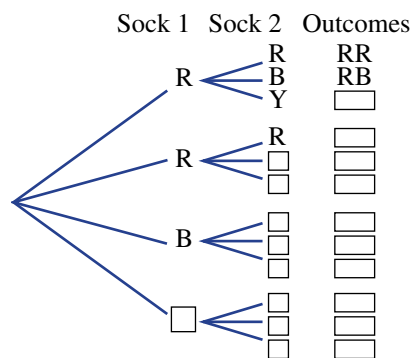 Sock 1 Sock 2 Outcomes
R RR
R B RB
Y
R R
B